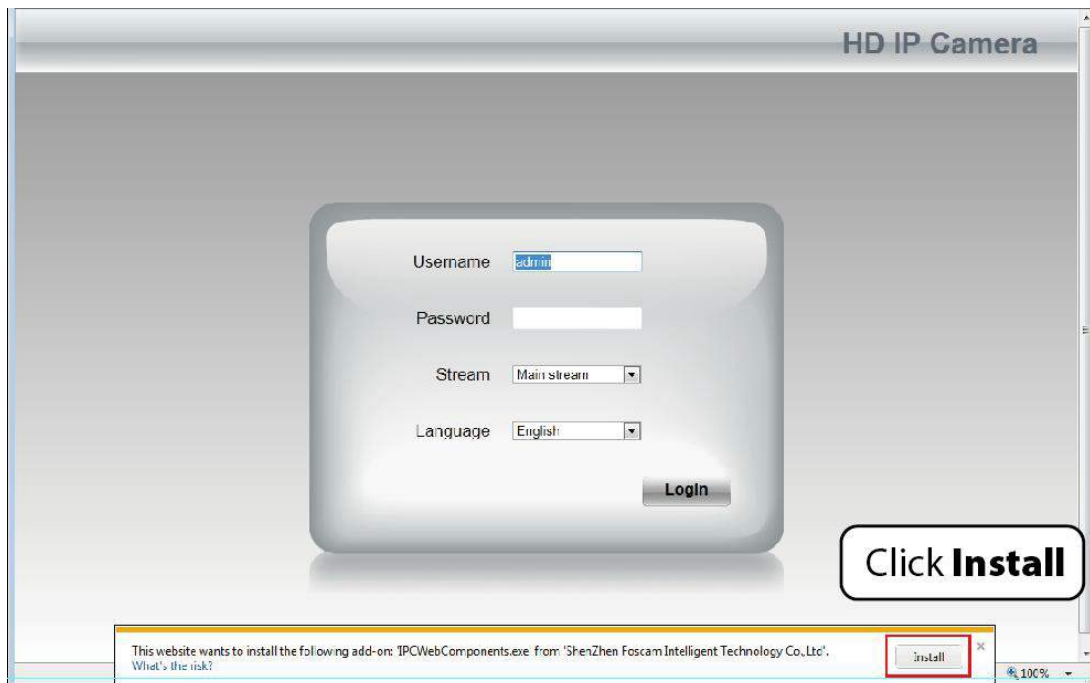 HD IP Camera
Username admin
Password
Stream Main stream
Language English
Login
Click Install
This website wants to install the following add-on: 'IPCWebComponents.exe' from 'ShenZhen Foscam Intelligent Technology Co.,Ltd'.
What's the risk?
Install
100%